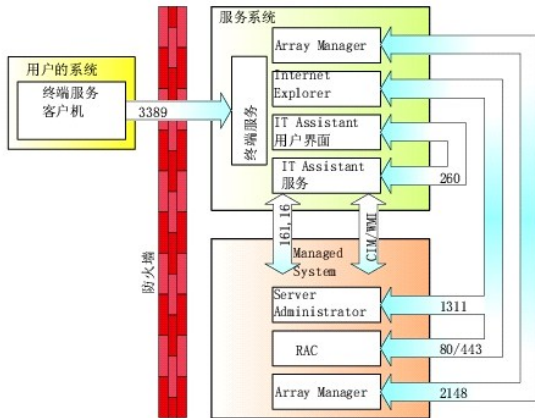 服务系统
Array Manager
用户的系统
终端服务
客户机
3389
终端服务
Internet
Explorer
IT Assistant
用户界面
IT Assistant
服务
260
161,16
CIM/WMI
防火墙
Managed
System
Server
Administrator
1311
RAC
80/443
Array Manager
2148